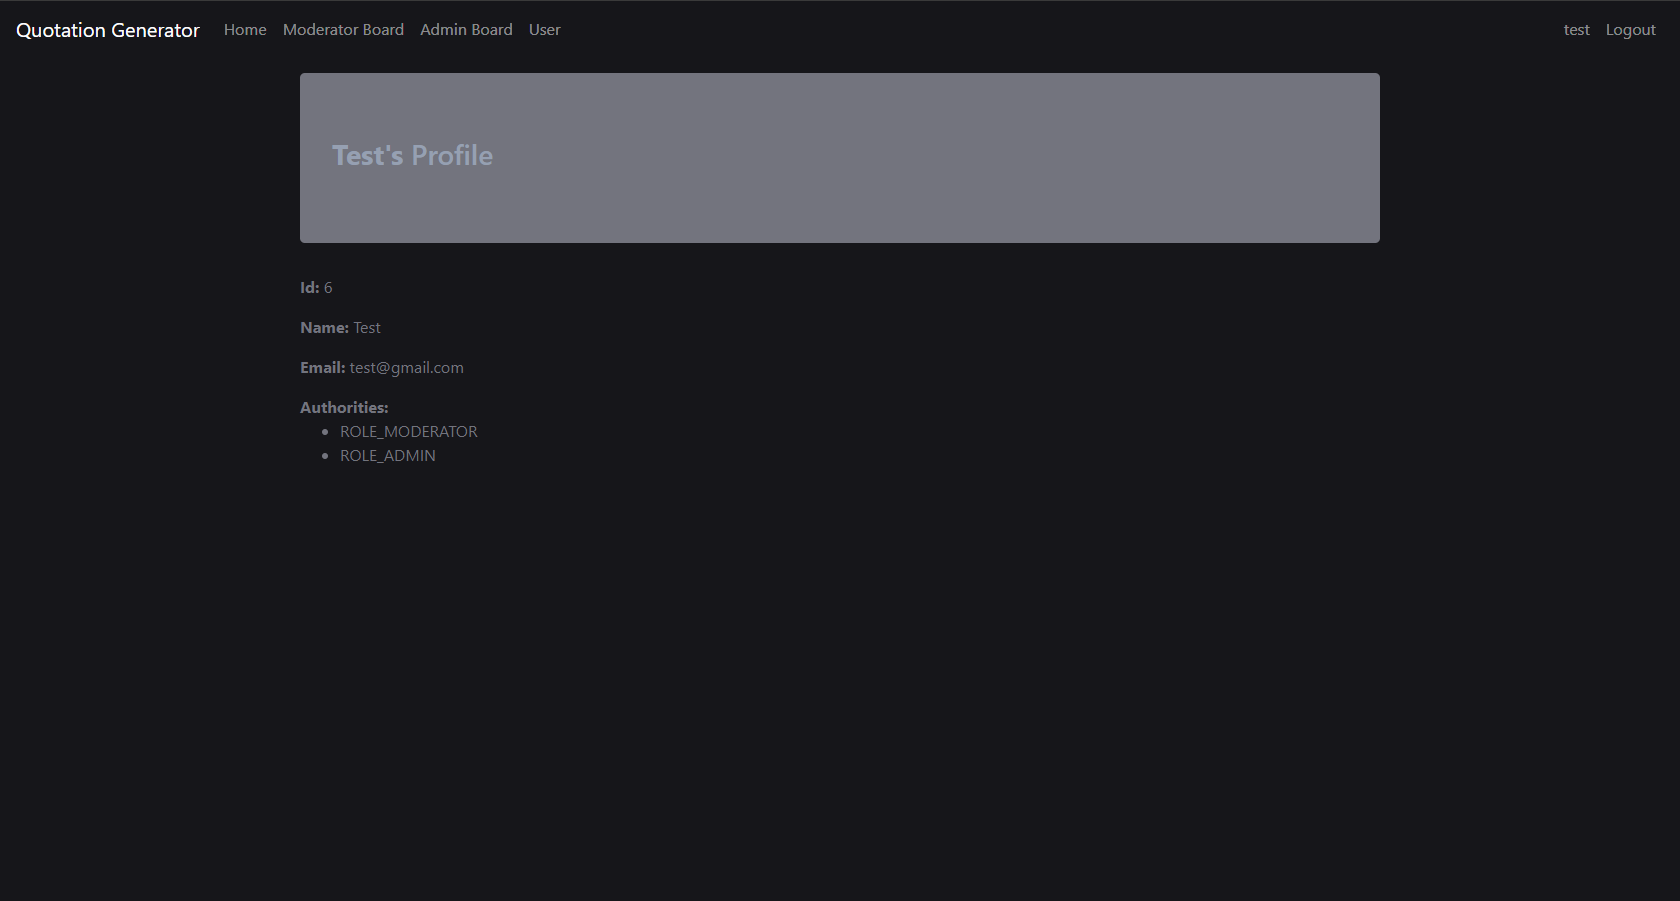 Quotation Generator Home Moderator Board Admin Board User test Logout
Test's Profile
Id: 6
Name: Test
Email: test@gmail.com
Authorities:
ROLE_MODERATOR
ROLE_ADMIN